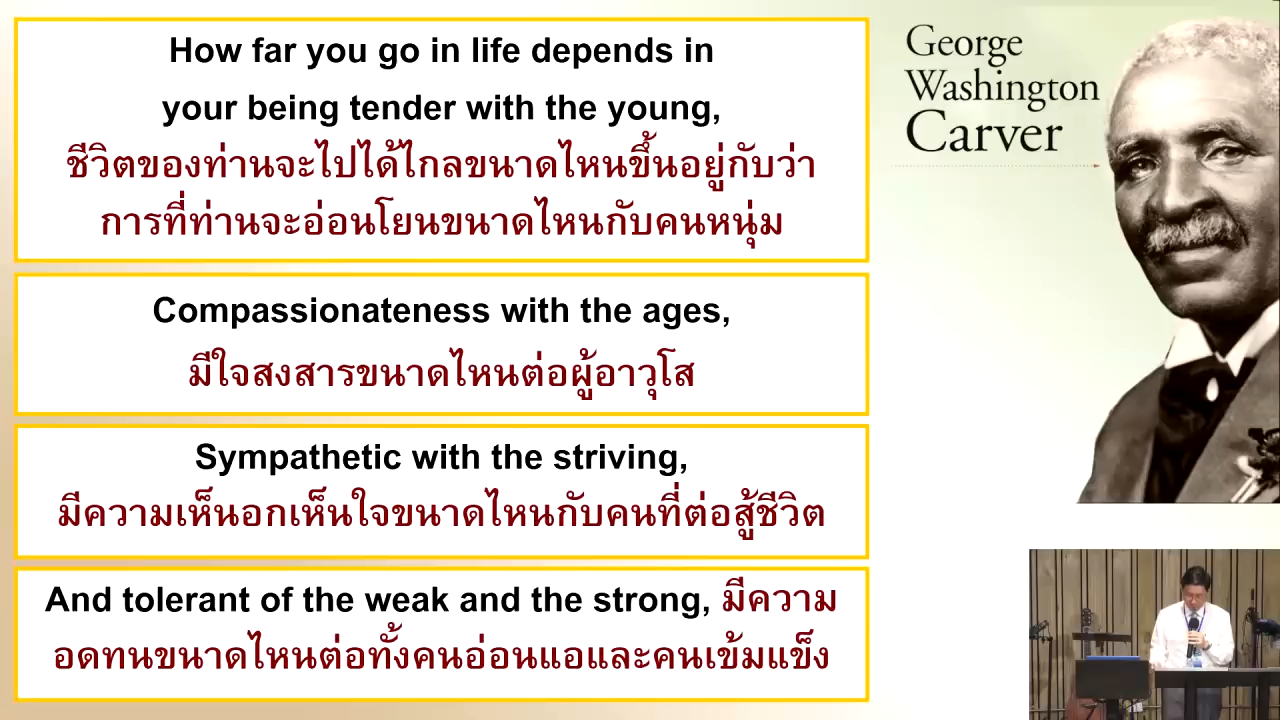 How far you go in life depends in
your being tender with the young,
ชีวิตของท่านจะไปได้ไกลขนาดไหนขึ้นอยู่กับว่า
การที่ท่านจะอ่อนโยนขนาดไหนกับคนหนุ่ม
Compassionateness with the ages,
มีใจสงสารขนาดไหนต่อผู้อาวุโส
Sympathetic with the striving,
มีความเห็นอกเห็นใจขนาดไหนกับคนที่ต่อสู้ชีวิต
And tolerant of the weak and the strong, มีความ
อดทนขนาดไหนต่อทั้งคนอ่อนแอและคนเข้มแข็ง
George
Washington
Carver